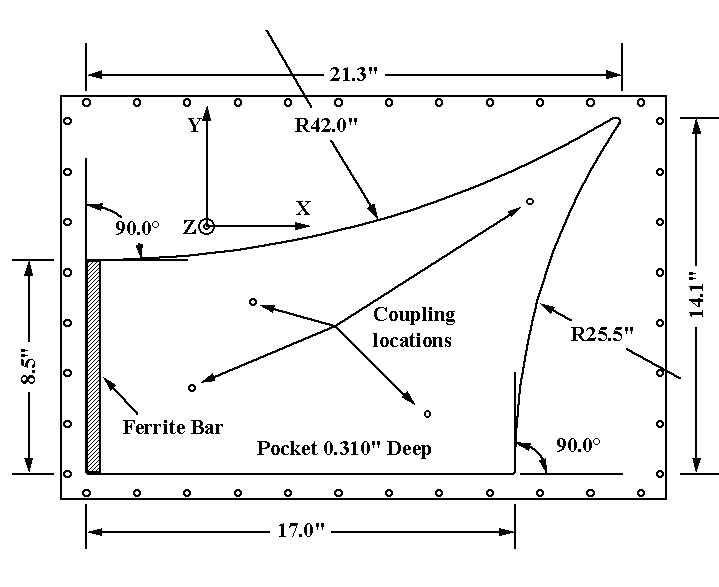 21.3"
R42.0"
Y
X
Z
90.0°
14.1"
Coupling
locations
R25.5"
8.5"
Ferrite Bar
Pocket 0.310" Deep
90.0°
17.0"